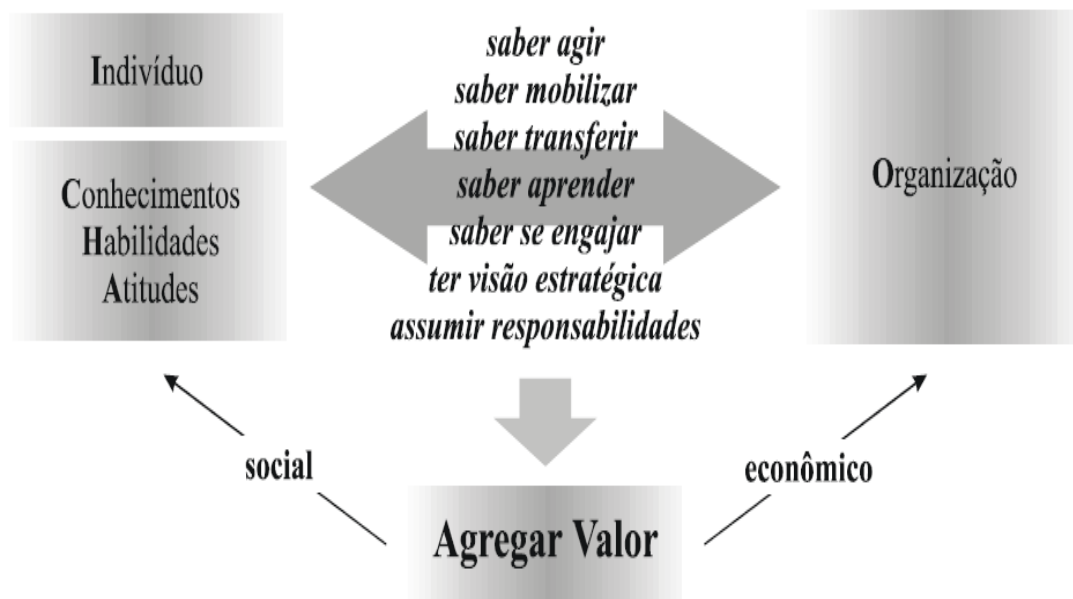 Indivíduo
Conhecimentos
Habilidades
Atitudes
saber agir
saber mobilizar
saber transferir
saber aprender
saber se engajar
ter visão estratégica
assumir responsabilidades
Organização
social
econômico
Agregar Valor